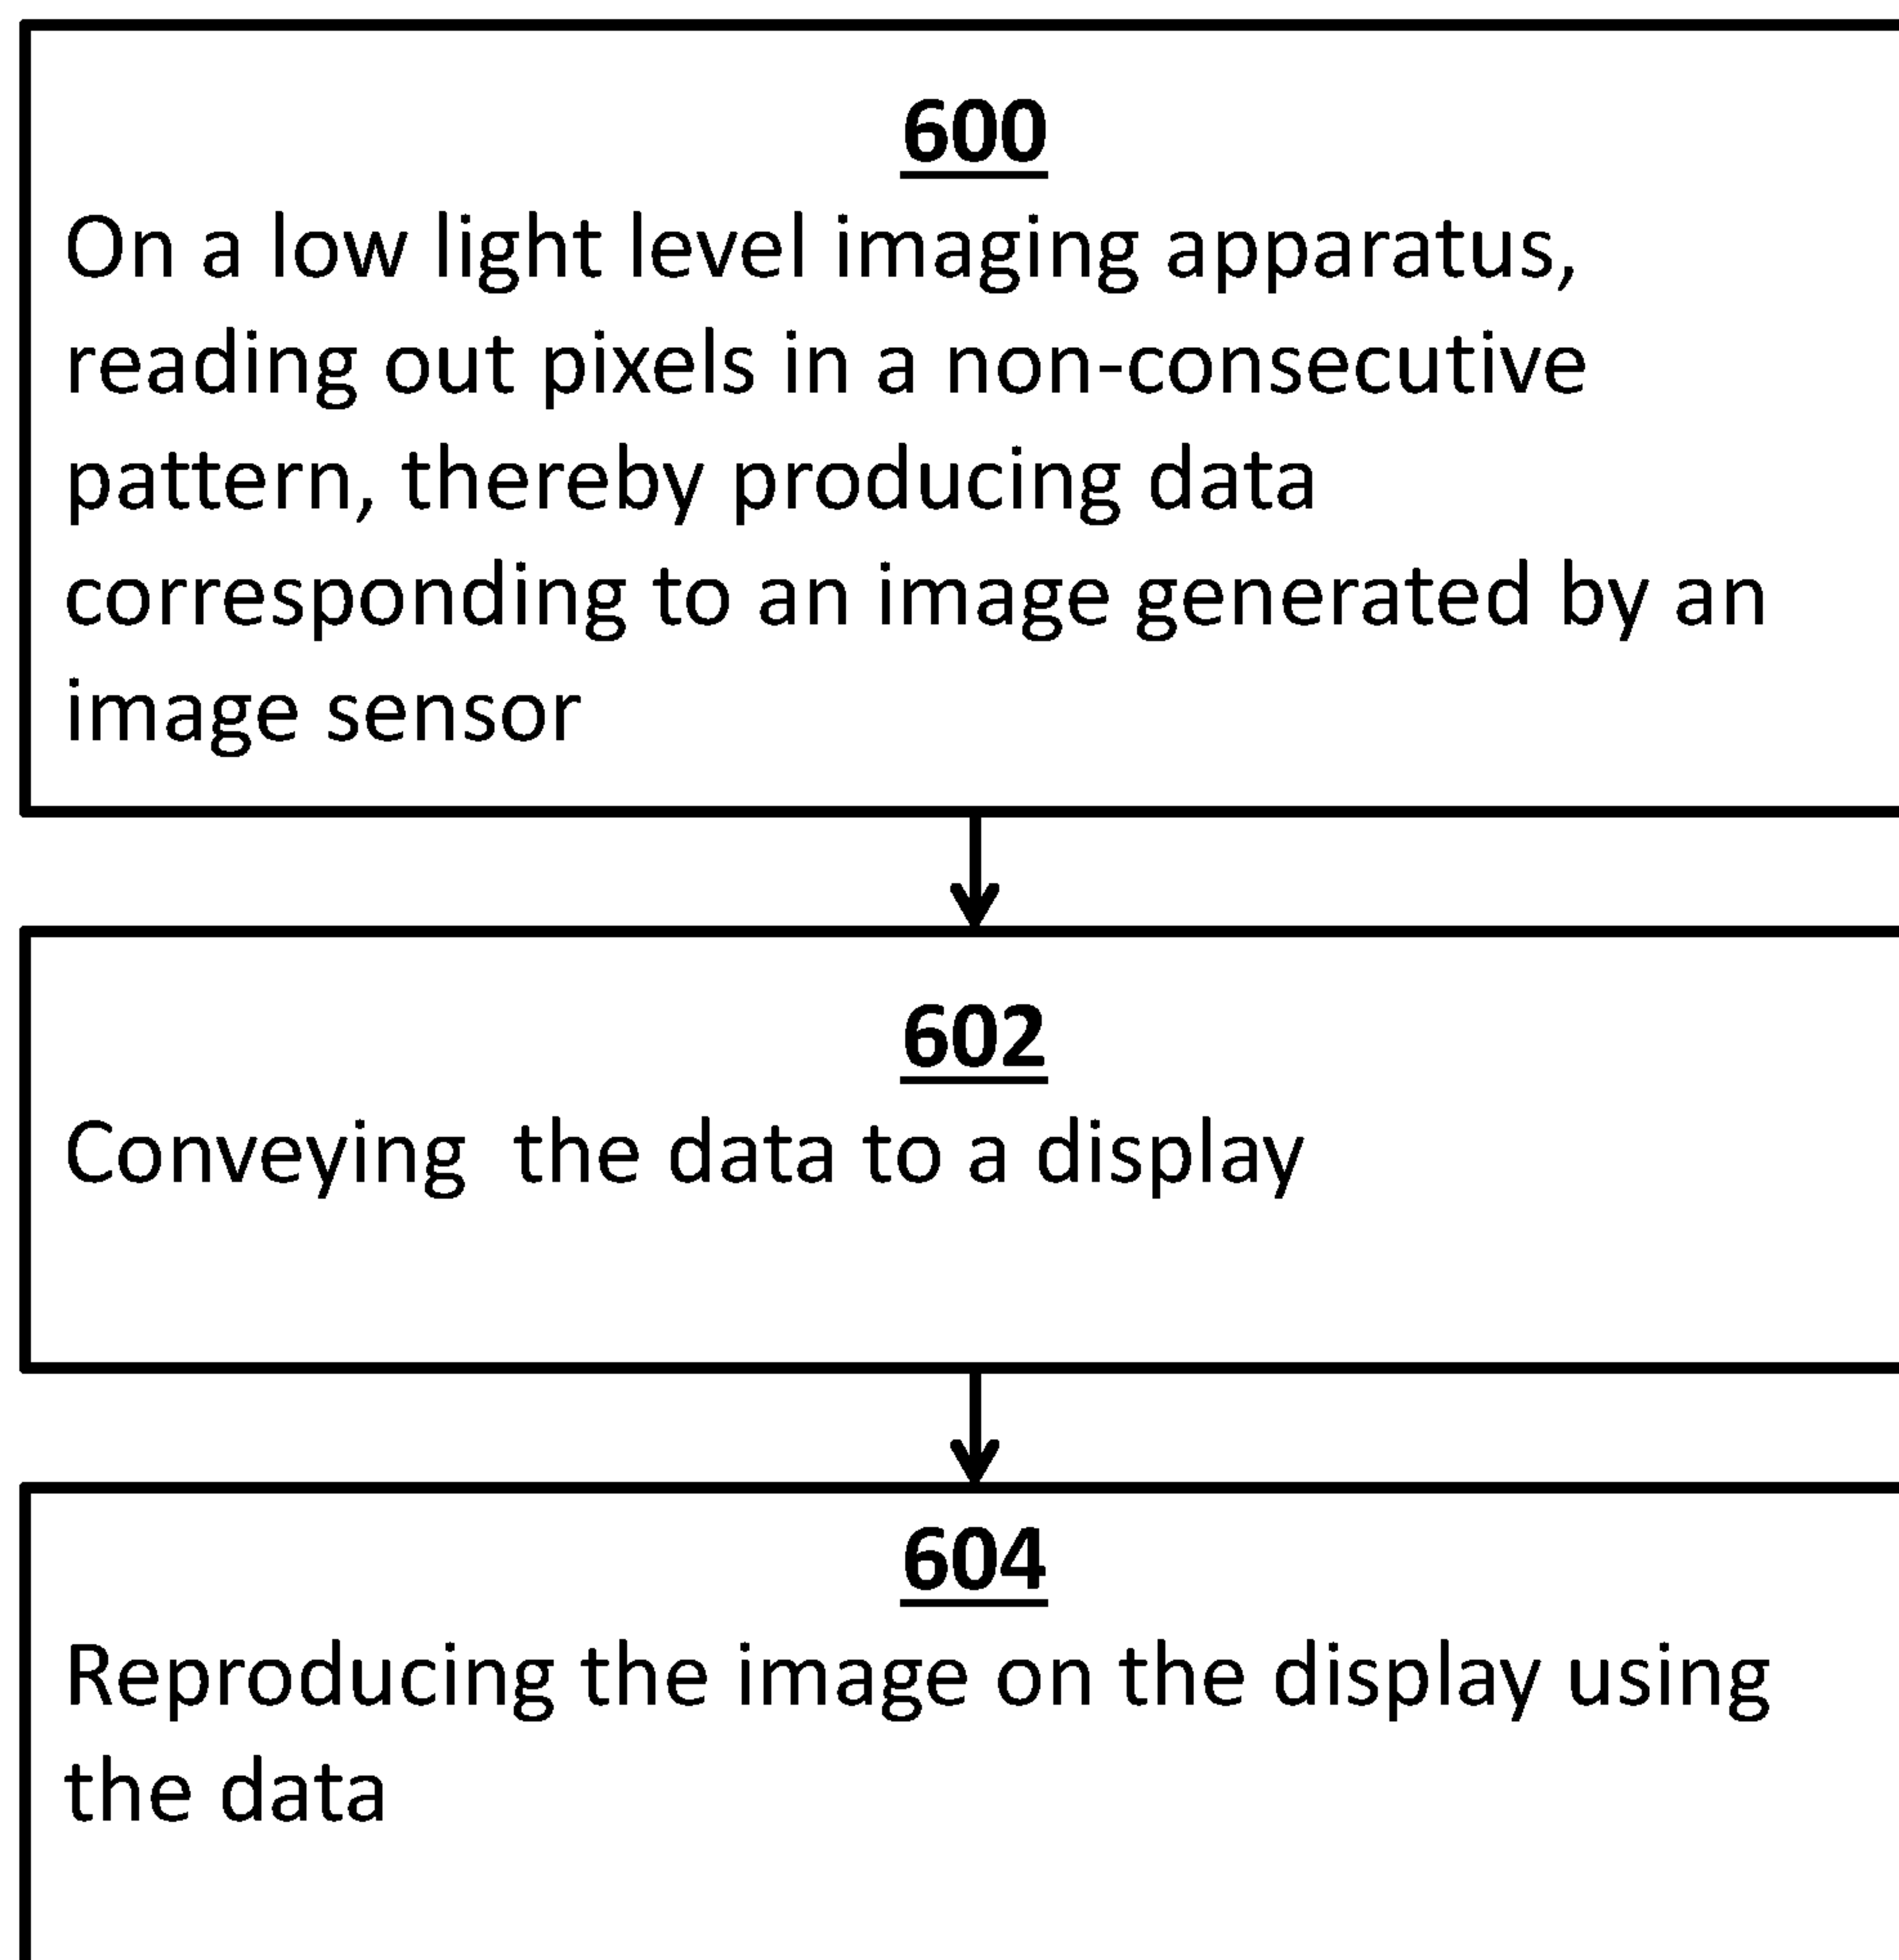 600
On a low light level imaging apparatus,
reading out pixels in a non-consecutive
pattern, thereby producing data
corresponding to an image generated by an
image sensor
602
Conveying  the data to a display
604
Reproducing the image on the display using
the data